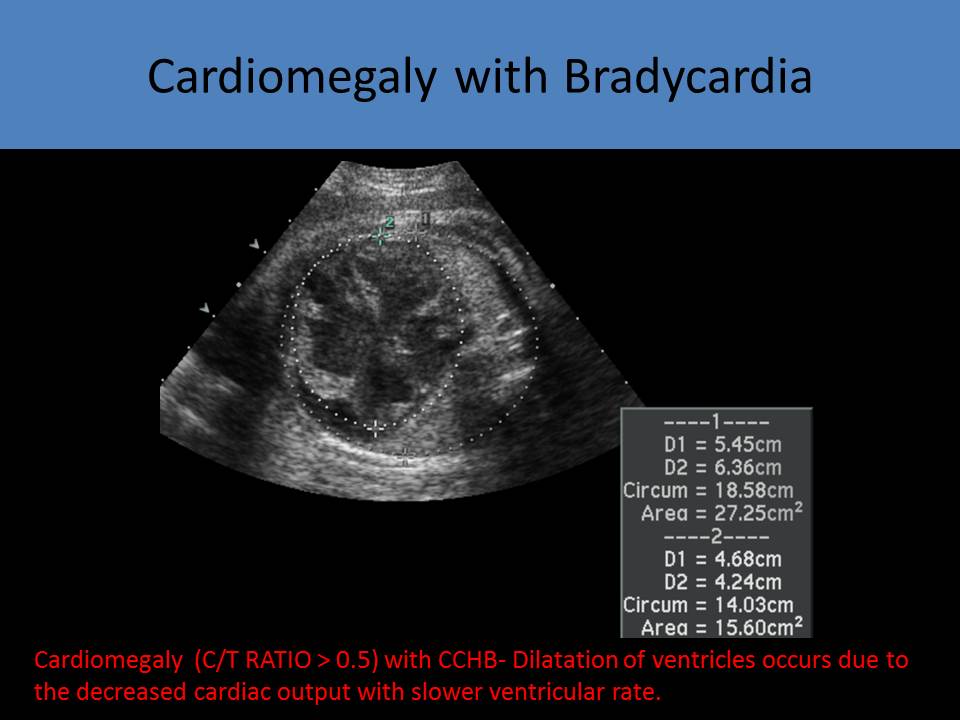 Cardiomegaly with Bradycardia
2 1
----1----
D1 = 5.45cm
D2 = 6.36cm
Circum = 18.58cm
Area = 27.25cm²
----2----
D1 = 4.68cm
D2 = 4.24cm
Circum = 14.03cm
Area = 15.60cm²
Cardiomegaly (C/T RATIO > 0.5) with CCHB- Dilatation of ventricles occurs due to
the decreased cardiac output with slower ventricular rate.